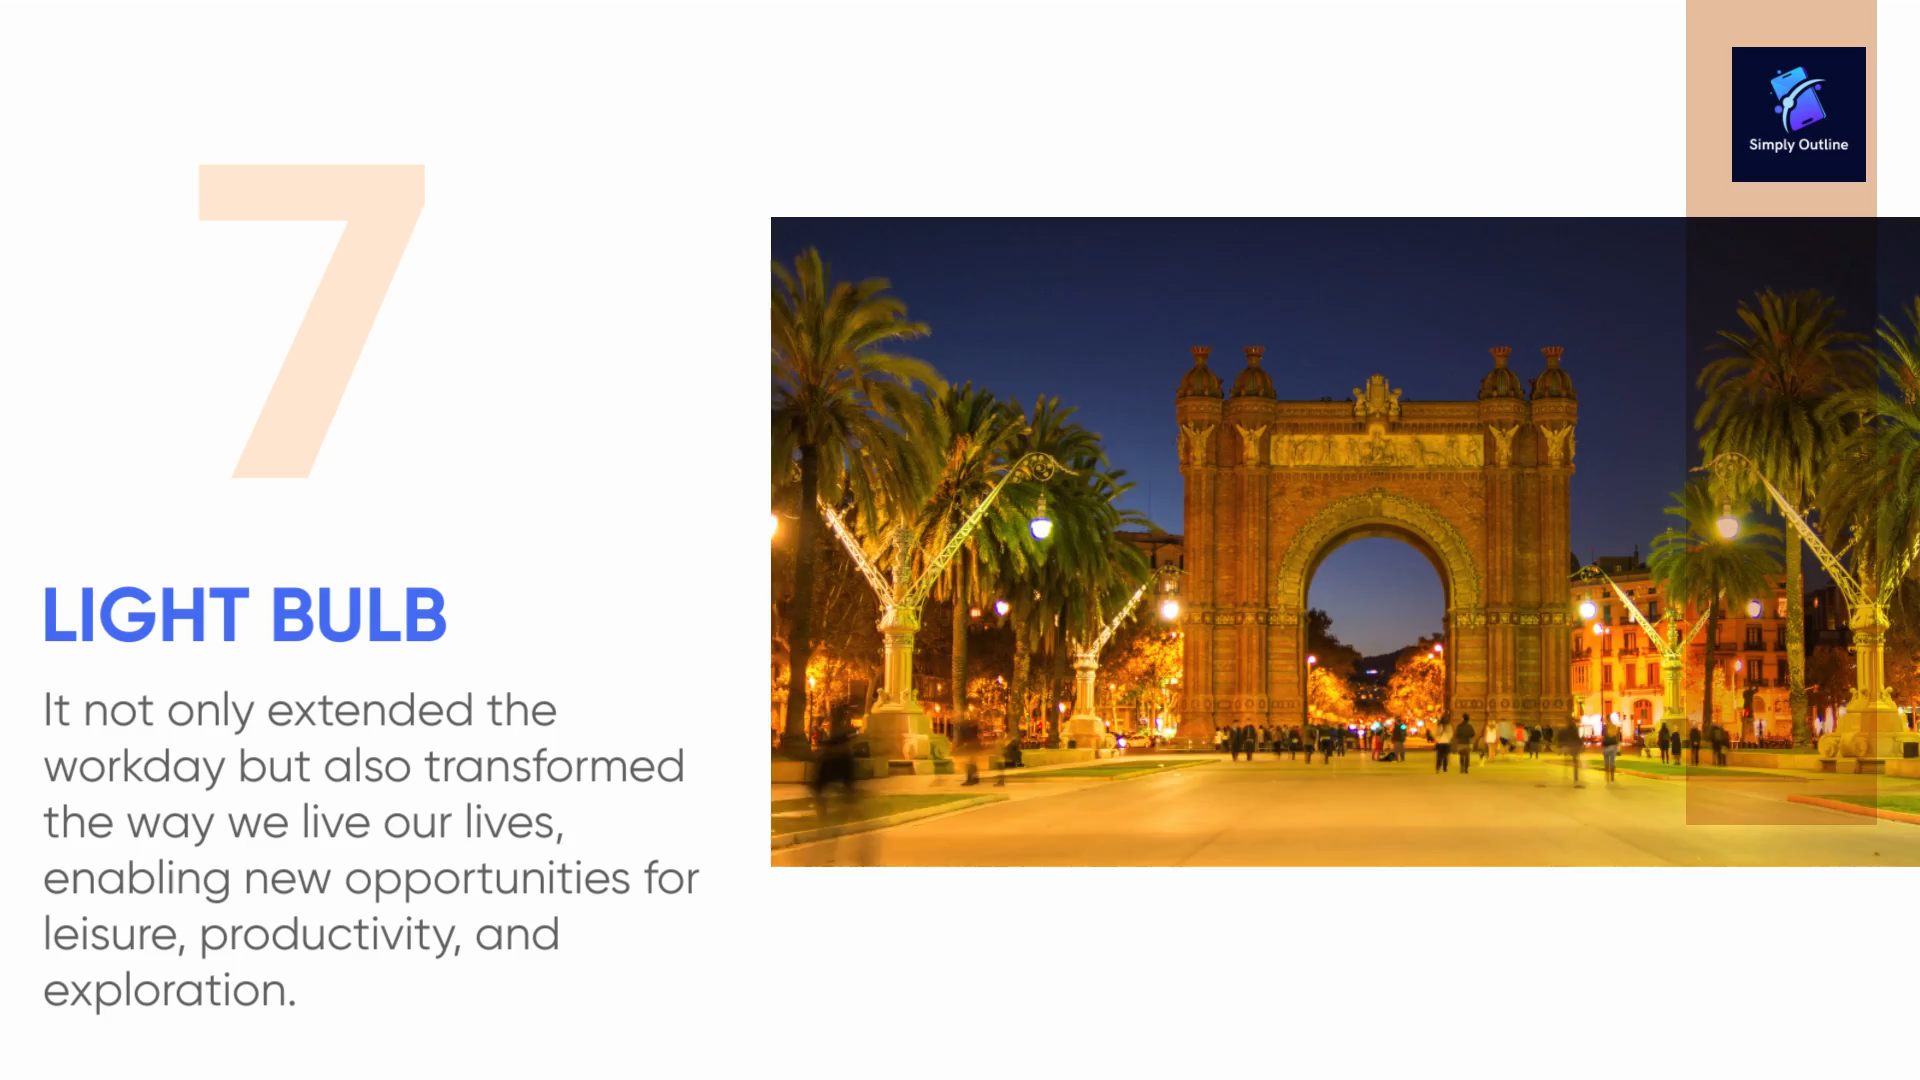 Simply Outline
7
LIGHT BULB
It not only extended the
workday but also transformed
the way we live our lives,
enabling new opportunities for
leisure, productivity, and
exploration.